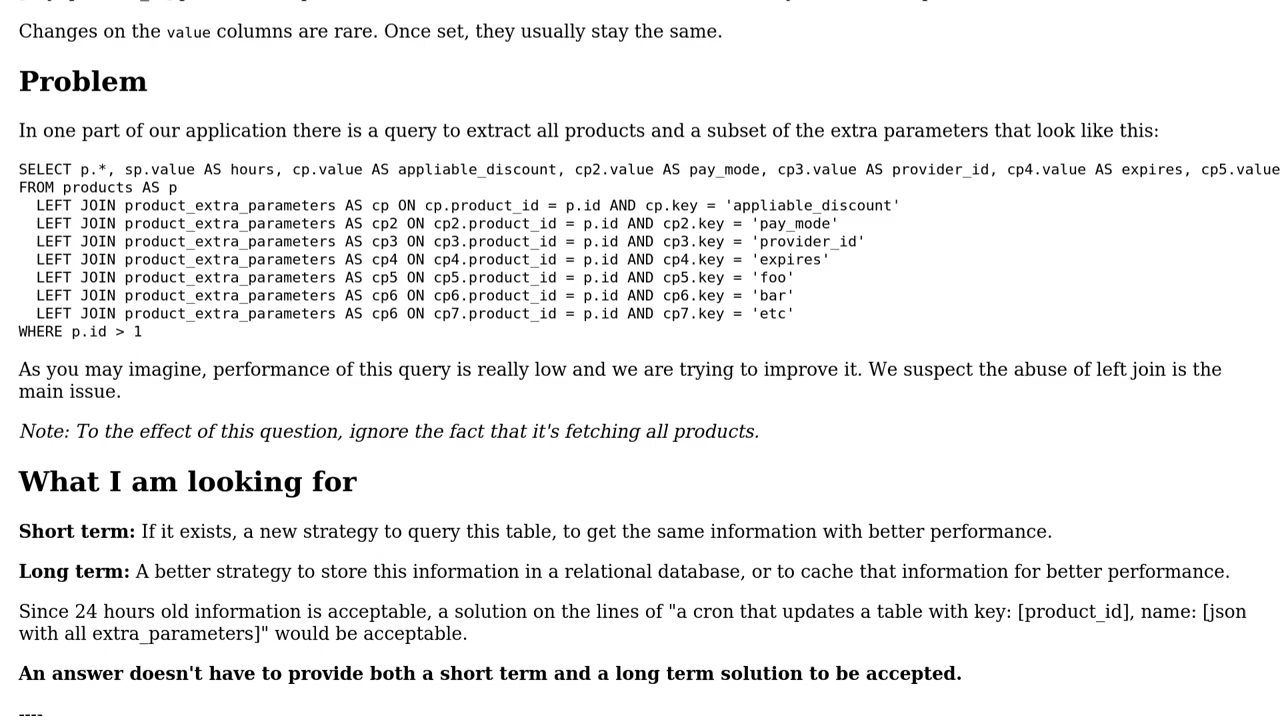 Changes on the value columns are rare. Once set, they usually stay the same.
Problem
In one part of our application there is a query to extract all products and a subset of the extra parameters that look like this:
SELECT p.*, sp.value AS hours, cp.value AS appliable_discount, cp2.value AS pay_mode, cp3.value AS provider_id, cp4.value AS expires, cp5.value
FROM products AS p
LEFT JOIN product_extra_parameters AS cp ON cp.product_id = p.id AND cp.key = 'appliable_discount'
LEFT JOIN product_extra_parameters AS cp2 ON cp2.product_id = p.id AND cp2.key = 'pay_mode'
LEFT JOIN product_extra_parameters AS cp3 ON cp3.product_id = p.id AND cp3.key = 'provider_id'
LEFT JOIN product_extra_parameters AS cp4 ON cp4.product_id = p.id AND cp4.key = 'expires'
LEFT JOIN product_extra_parameters AS cp5 ON cp5.product_id = p.id AND cp5.key = 'foo'
LEFT JOIN product_extra_parameters AS cp6 ON cp6.product_id = p.id AND cp6.key = 'bar'
LEFT JOIN product_extra_parameters AS cp6 ON cp7.product_id = p.id AND cp7.key = 'etc'
WHERE p.id > 1
As you may imagine, performance of this query is really low and we are trying to improve it. We suspect the abuse of left join is the
main issue.
Note: To the effect of this question, ignore the fact that it's fetching all products.
What I am looking for
Short term: If it exists, a new strategy to query this table, to get the same information with better performance.
Long term: A better strategy to store this information in a relational database, or to cache that information for better performance.
Since 24 hours old information is acceptable, a solution on the lines of "a cron that updates a table with key: [product_id], name: [json
with all extra_parameters]" would be acceptable.
An answer doesn't have to provide both a short term and a long term solution to be accepted.
----